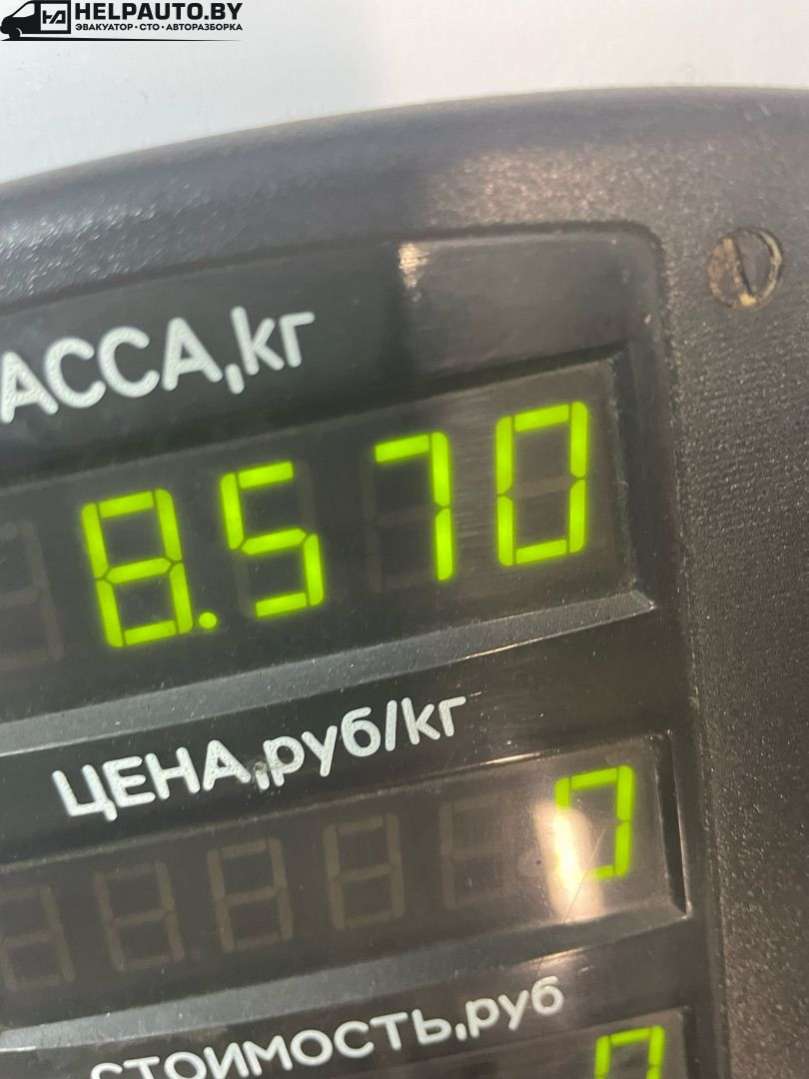 HELPAUTO.BY
ЭВАКУАТОР • СТО • АВТОРАЗБОРКА
АССА,кг
8.570
ЦЕНА,руб/кг
0
СТОИМОСТЬ,руб
0